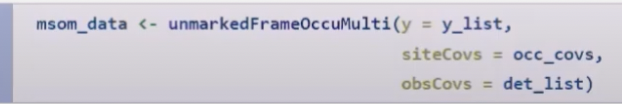 msom_data <- unmarkedFrameOccuMulti(y = y_list,
siteCovs = occ_covs,
obsCovs = det_list)